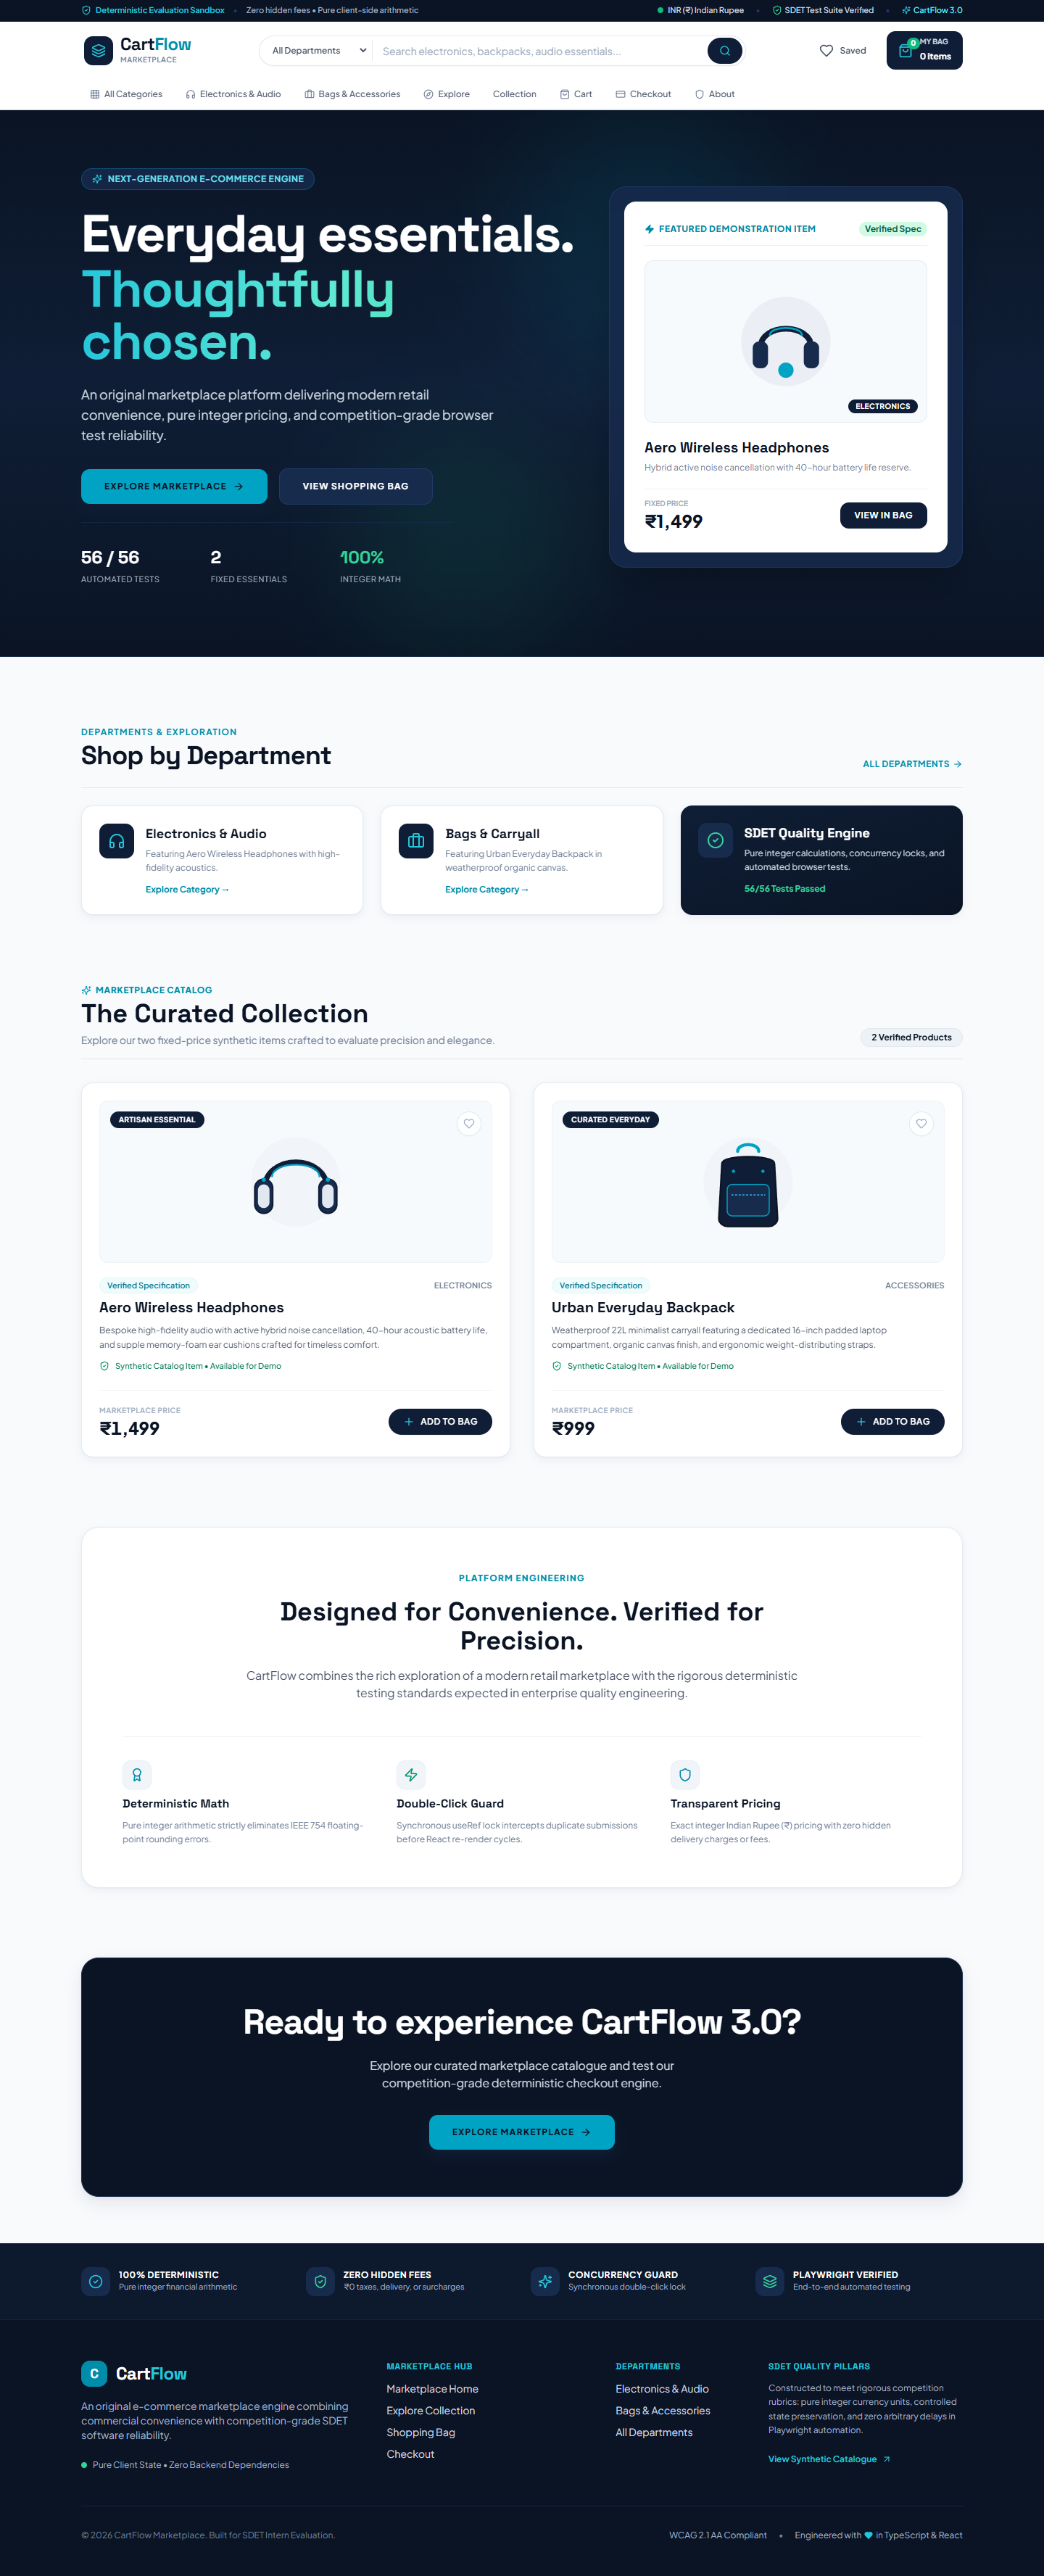 Deterministic Evaluation Sandbox • Zero hidden fees • Pure client-side arithmetic
INR (₹) Indian Rupee • SDET Test Suite Verified • CartFlow 3.0
CartFlow
MARKETPLACE
All Departments
Search electronics, backpacks, audio essentials...
Saved
0
MY BAG
0 Items
All Categories
Electronics & Audio
Bags & Accessories
Explore
Collection
Cart
Checkout
About
NEXT-GENERATION E-COMMERCE ENGINE
Everyday essentials.
Thoughtfully
chosen.
An original marketplace platform delivering modern retail
convenience, pure integer pricing, and competition-grade browser
test reliability.
EXPLORE MARKETPLACE →
VIEW SHOPPING BAG
56 / 56
AUTOMATED TESTS
2
FIXED ESSENTIALS
100%
INTEGER MATH
FEATURED DEMONSTRATION ITEM
Verified Spec
ELECTRONICS
Aero Wireless Headphones
Hybrid active noise cancellation with 40-hour battery life reserve.
FIXED PRICE
₹1,499
VIEW IN BAG
DEPARTMENTS & EXPLORATION
Shop by Department
ALL DEPARTMENTS →
Electronics & Audio
Featuring Aero Wireless Headphones with high-
fidelity acoustics.
Explore Category →
Bags & Carryall
Featuring Urban Everyday Backpack in
weatherproof organic canvas.
Explore Category →
SDET Quality Engine
Pure integer calculations, concurrency locks, and
automated browser tests.
56/56 Tests Passed
MARKETPLACE CATALOG
The Curated Collection
Explore our two fixed-price synthetic items crafted to evaluate precision and elegance.
2 Verified Products
ARTISAN ESSENTIAL
Verified Specification
ELECTRONICS
Aero Wireless Headphones
Bespoke high-fidelity audio with active hybrid noise cancellation, 40-hour acoustic battery life,
and supple memory-foam ear cushions crafted for timeless comfort.
Synthetic Catalog Item • Available for Demo
MARKETPLACE PRICE
₹1,499
+ ADD TO BAG
CURATED EVERYDAY
Verified Specification
ACCESSORIES
Urban Everyday Backpack
Weatherproof 22L minimalist carryall featuring a dedicated 16-inch padded laptop
compartment, organic canvas finish, and ergonomic weight-distributing straps.
Synthetic Catalog Item • Available for Demo
MARKETPLACE PRICE
₹999
+ ADD TO BAG
PLATFORM ENGINEERING
Designed for Convenience. Verified for
Precision.
CartFlow combines the rich exploration of a modern retail marketplace with the rigorous deterministic
testing standards expected in enterprise quality engineering.
Deterministic Math
Pure integer arithmetic strictly eliminates IEEE 754 floating-
point rounding errors.
Double-Click Guard
Synchronous useRef lock intercepts duplicate submissions
before React re-render cycles.
Transparent Pricing
Exact integer Indian Rupee (₹) pricing with zero hidden
delivery charges or fees.
Ready to experience CartFlow 3.0?
Explore our curated marketplace catalogue and test our
competition-grade deterministic checkout engine.
EXPLORE MARKETPLACE →
100% DETERMINISTIC
Pure integer financial arithmetic
ZERO HIDDEN FEES
₹0 taxes, delivery, or surcharges
CONCURRENCY GUARD
Synchronous double-click lock
PLAYWRIGHT VERIFIED
End-to-end automated testing
C
CartFlow
An original e-commerce marketplace engine combining
commercial convenience with competition-grade SDET
software reliability.
Pure Client State • Zero Backend Dependencies
MARKETPLACE HUB
Marketplace Home
Explore Collection
Shopping Bag
Checkout
DEPARTMENTS
Electronics & Audio
Bags & Accessories
All Departments
SDET QUALITY PILLARS
Constructed to meet rigorous competition
rubrics: pure integer currency units, controlled
state preservation, and zero arbitrary delays in
Playwright automation.
View Synthetic Catalogue ↗
© 2026 CartFlow Marketplace. Built for SDET Intern Evaluation.
WCAG 2.1 AA Compliant • Engineered with ♥ in TypeScript & React